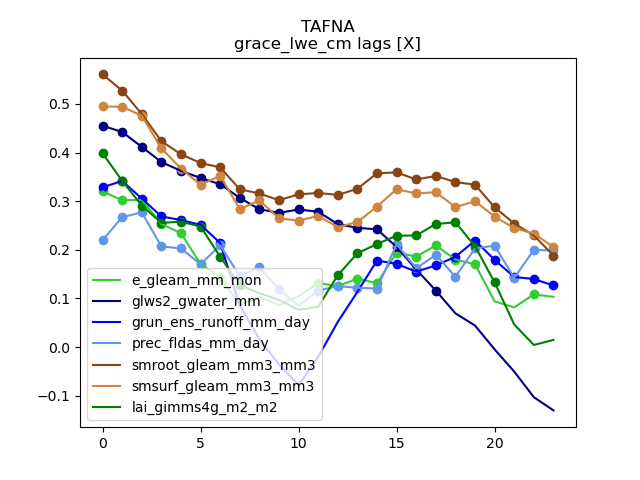 TAFNA
grace_lwe_cm lags [X]
0.5
0.4
0.3
0.2
0.1
0.0
−0.1
e_gleam_mm_mon
glws2_gwater_mm
grun_ens_runoff_mm_day
prec_fldas_mm_day
smroot_gleam_mm3_mm3
smsurf_gleam_mm3_mm3
lai_gimms4g_m2_m2
0 5 10 15 20